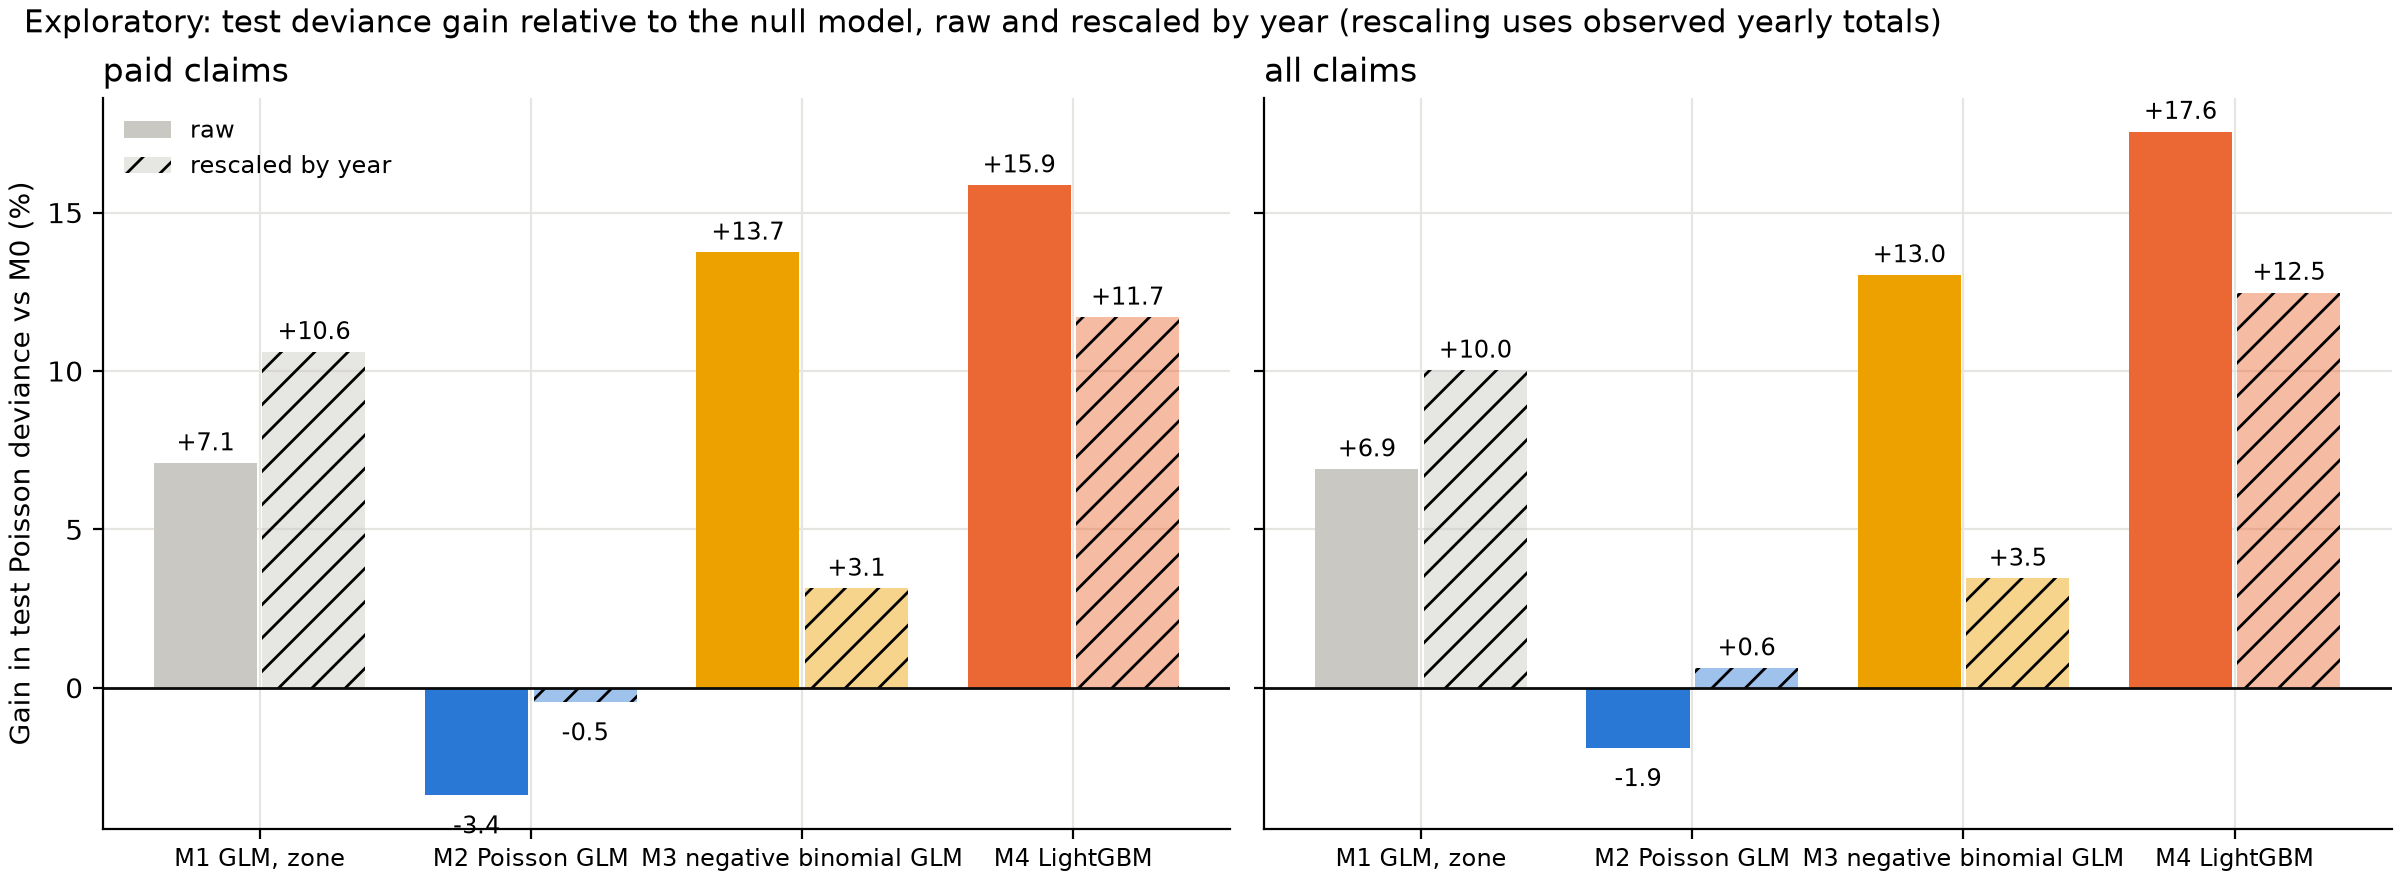 Exploratory: test deviance gain relative to the null model, raw and rescaled by year (rescaling uses observed yearly totals)
paid claims
raw
rescaled by year
Gain in test Poisson deviance vs M0 (%)
15
10
5
0
+7.1
+10.6
-3.4
-0.5
+13.7
+3.1
+15.9
+11.7
M1 GLM, zone
M2 Poisson GLM
M3 negative binomial GLM
M4 LightGBM
all claims
+6.9
+10.0
-1.9
+0.6
+13.0
+3.5
+17.6
+12.5
M1 GLM, zone
M2 Poisson GLM
M3 negative binomial GLM
M4 LightGBM